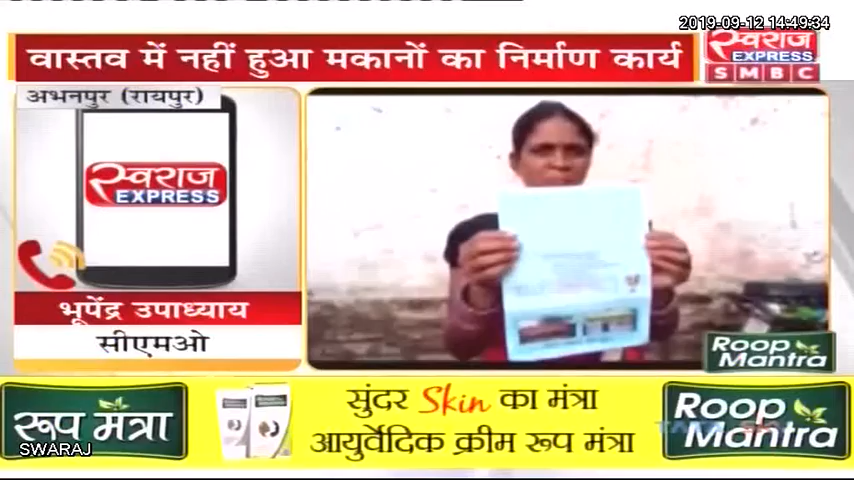 2019-09-12 14:49:34
वास्तव में नहीं हुआ मकानों का निर्माण कार्य
स्वराज
EXPRESS
SMBC
अभनपुर (रायपुर)
स्वराज
EXPRESS
भूपेंद्र उपाध्याय
सीएमओ
Roop
Mantra
रूप मंत्रा
सुंदर Skin का मंत्रा
आयुर्वेदिक क्रीम रूप मंत्रा
Roop
Mantra
SWARAJ